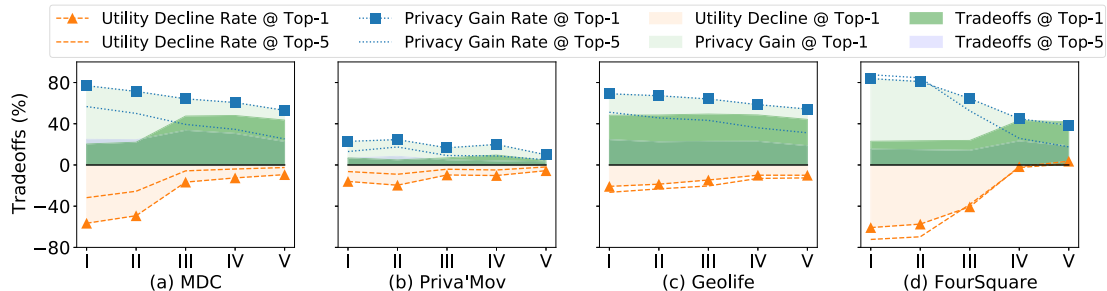 Utility Decline Rate @ Top-1 Privacy Gain Rate @ Top-1 Utility Decline @ Top-1 Tradeoffs @ Top-1
Utility Decline Rate @ Top-5 Privacy Gain Rate @ Top-5 Privacy Gain @ Top-1 Tradeoffs @ Top-5
Tradeoffs (%)
80
40
0
−40
−80
I II III IV V
(a) MDC
I II III IV V
(b) Priva'Mov
I II III IV V
(c) Geolife
I II III IV V
(d) FourSquare